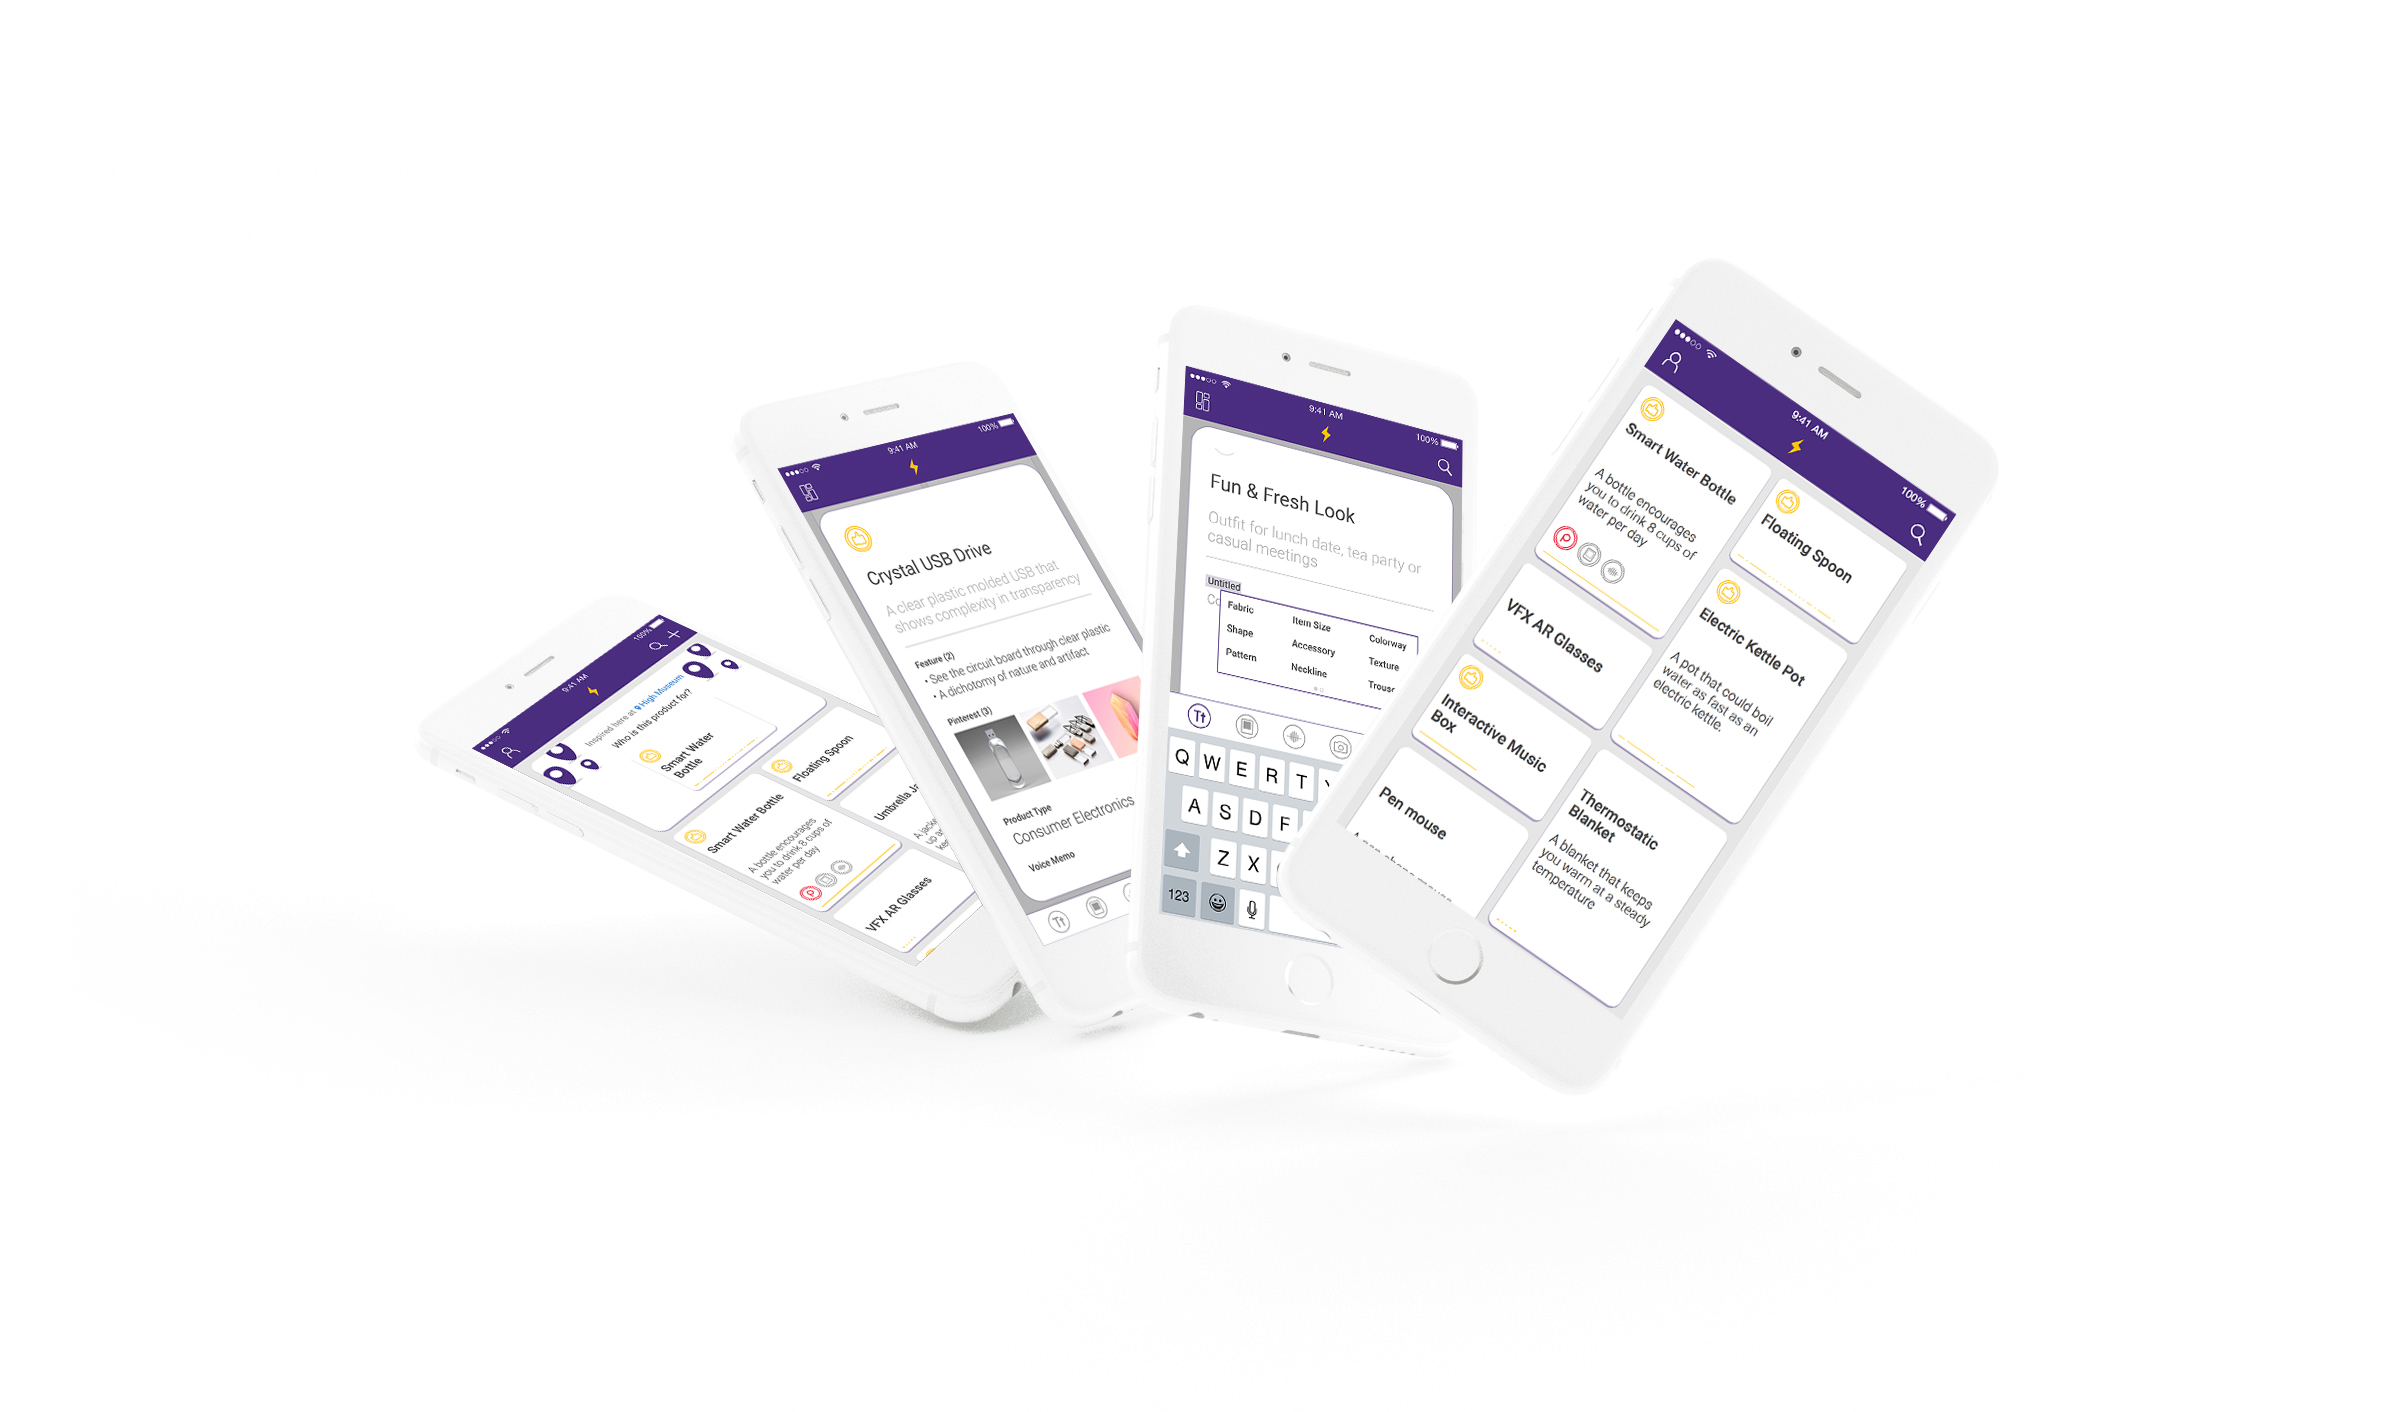 100%
9:41 AM
Inspired here at High Museum
Who is this product for?
Smart Water
Bottle
Smart Water Bottle
A bottle encourages
you to drink 8 cups of
water per day
Floating Spoon
VFX AR Glasses
100%
9:41 AM
Crystal USB Drive
A clear plastic molded USB that
shows complexity in transparency
Feature (2)
• See the circuit board through clear plastic
• A dichotomy of nature and artifact
Pinterest (3)
Product Type
Consumer Electronics
Voice Memo
Tt
9:41 AM
100%
Fun & Fresh Look
Outfit for lunch date, tea party or
casual meetings
Untitled
Fabric
Item Size
Colorway
Shape
Accessory
Texture
Pattern
Neckline
Tt
Q W E R T
A S D F
Z X
123
9:41 AM
100%
Smart Water Bottle
A bottle encourages
you to drink 8 cups of
water per day
VFX AR Glasses
Interactive Music
Box
Pen mouse
Floating Spoon
Electric Kettle Pot
A pot that could boil
water as fast as an
electric kettle.
Thermostatic
Blanket
A blanket that keeps
you warm at a steady
temperature